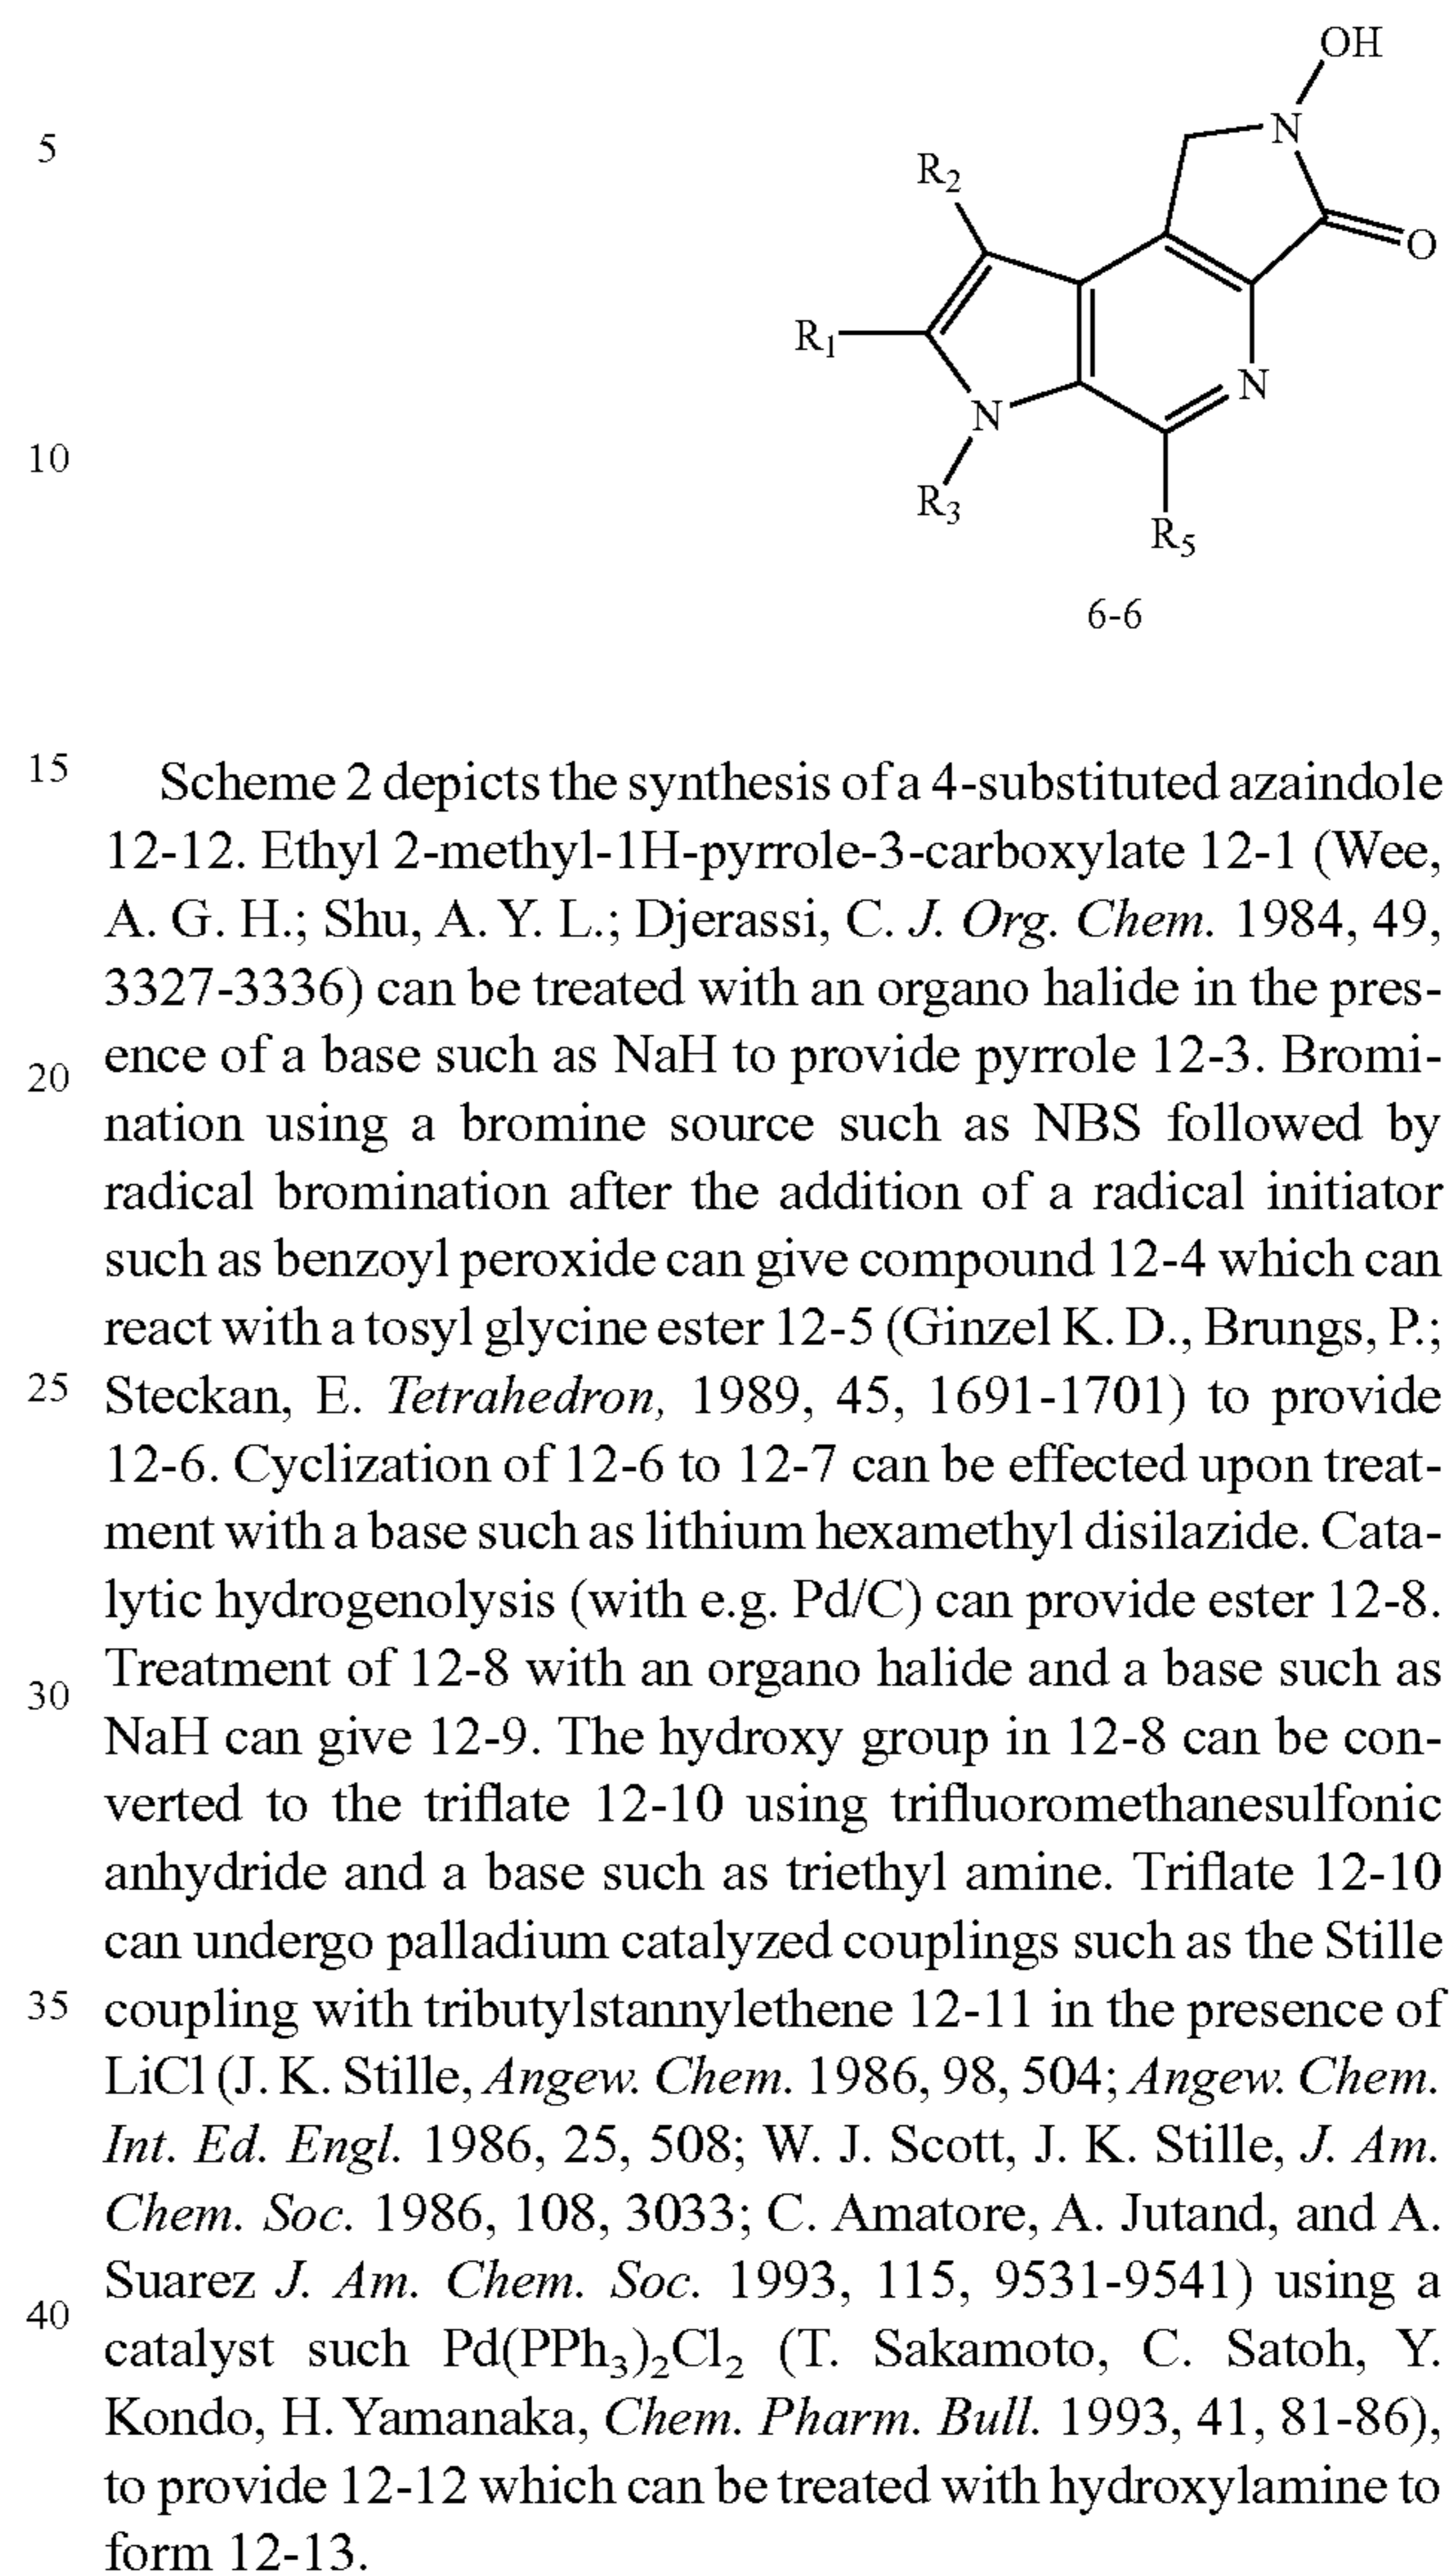 OH
N
5
R2
O
R1
N
N
10
R3
R5
6-6
15
Scheme 2 depicts the synthesis of a 4-substituted azaindole
12-12. Ethyl 2-methyl-1H-pyrrole-3-carboxylate 12-1 (Wee,
A. G. H.; Shu, A. Y. L.; Djerassi, C. J. Org. Chem. 1984, 49,
3327-3336) can be treated with an organo halide in the pres-
20
ence of a base such as NaH to provide pyrrole 12-3. Bromi-
nation using a bromine source such as NBS followed by
radical bromination after the addition of a radical initiator
such as benzoyl peroxide can give compound 12-4 which can
react with a tosyl glycine ester 12-5 (Ginzel K. D., Brungs, P.;
25
Steckan, E. Tetrahedron, 1989, 45, 1691-1701) to provide
12-6. Cyclization of 12-6 to 12-7 can be effected upon treat-
ment with a base such as lithium hexamethyl disilazide. Cata-
lytic hydrogenolysis (with e.g. Pd/C) can provide ester 12-8.
Treatment of 12-8 with an organo halide and a base such as
30
NaH can give 12-9. The hydroxy group in 12-8 can be con-
verted to the triflate 12-10 using trifluoromethanesulfonic
anhydride and a base such as triethyl amine. Triflate 12-10
can undergo palladium catalyzed couplings such as the Stille
35
coupling with tributylstannylethene 12-11 in the presence of
LiCl (J. K. Stille, Angew. Chem. 1986, 98, 504; Angew. Chem.
Int. Ed. Engl. 1986, 25, 508; W. J. Scott, J. K. Stille, J. Am.
Chem. Soc. 1986, 108, 3033; C. Amatore, A. Jutand, and A.
Suarez J. Am. Chem. Soc. 1993, 115, 9531-9541) using a
40
catalyst such Pd(PPh3)2Cl2 (T. Sakamoto, C. Satoh, Y.
Kondo, H. Yamanaka, Chem. Pharm. Bull. 1993, 41, 81-86),
to provide 12-12 which can be treated with hydroxylamine to
form 12-13.